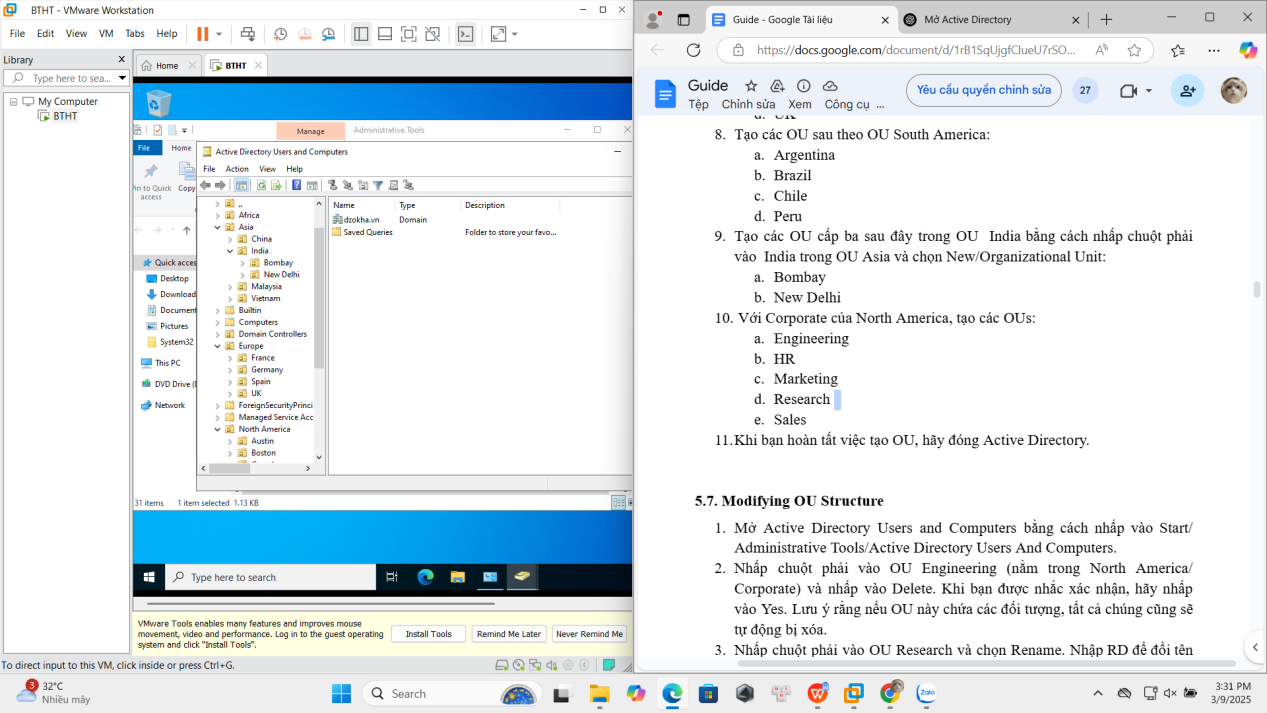 BTHT - VMware Workstation
File Edit View VM Tabs Help
Library
Type here to sea...
My Computer
BTHT
Home
BTHT
Manage
Administrative Tools
File
Home
Pin to Quick access
Copy
Quick acces
Desktop
Download
Document
Pictures
System32
This PC
DVD Drive (
Network
31 items 1 item selected 1.13 KB
Active Directory Users and Computers
File Action View Help
Africa
Asia
China
India
Bombay
New Delhi
Malaysia
Vietnam
Builtin
Computers
Domain Controllers
Europe
France
Germany
Spain
UK
ForeignSecurityPrinci
Managed Service Acc
North America
Austin
Boston
Name Type Description
dzokha.vn Domain
Saved Queries Folder to store your favo...
Type here to search
VMware Tools enables many features and improves mouse
movement, video and performance. Log in to the guest operating
system and click "Install Tools".
Install Tools
Remind Me Later
Never Remind Me
To direct input to this VM, click inside or press Ctrl+G.
Guide - Google Tài liệu
Mở Active Directory
https://docs.google.com/document/d/1rB1SqUjgfCIueU7rSO...
Guide
Tệp Chỉnh sửa Xem Công cụ ...
Yêu cầu quyền chỉnh sửa
27
d. UK
8. Tạo các OU sau theo OU South America:
a. Argentina
b. Brazil
c. Chile
d. Peru
9. Tạo các OU cấp ba sau đây trong OU India bằng cách nhấp chuột phải
vào India trong OU Asia và chọn New/Organizational Unit:
a. Bombay
b. New Delhi
10. Với Corporate của North America, tạo các OUs:
a. Engineering
b. HR
c. Marketing
d. Research
e. Sales
11.Khi bạn hoàn tất việc tạo OU, hãy đóng Active Directory.
5.7. Modifying OU Structure
1. Mở Active Directory Users and Computers bằng cách nhấp vào Start/
Administrative Tools/Active Directory Users And Computers.
2. Nhấp chuột phải vào OU Engineering (nằm trong North America/
Corporate) và nhấp vào Delete. Khi bạn được nhắc xác nhận, hãy nhấp
vào Yes. Lưu ý rằng nếu OU này chứa các đối tượng, tất cả chúng cũng sẽ
tự động bị xóa.
3. Nhấp chuột phải vào OU Research và chọn Rename. Nhập RD để đổi tên
3
32°C
Nhiều mây
Search
Zalo
3:31 PM
3/9/2025